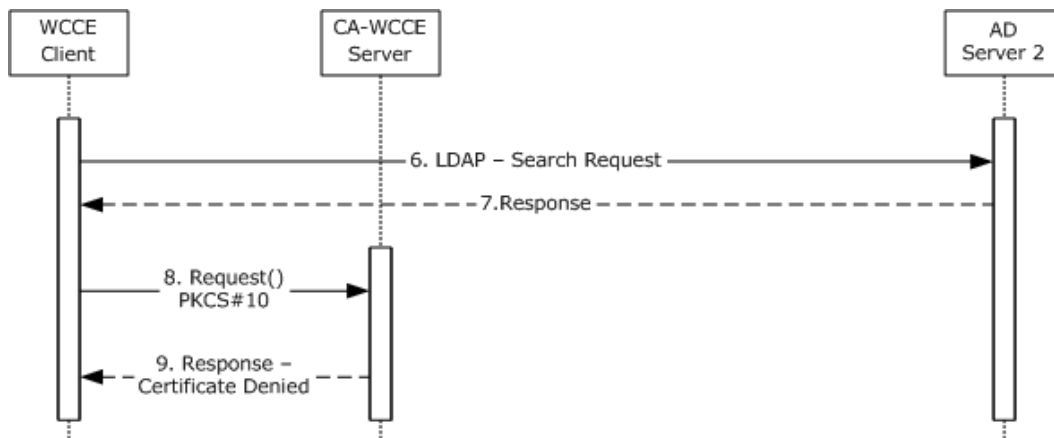 WCCE
Client
CA-WCCE
Server
AD
Server 2
6. LDAP – Search Request
7.Response
8. Request()
PKCS#10
9. Response –
Certificate Denied